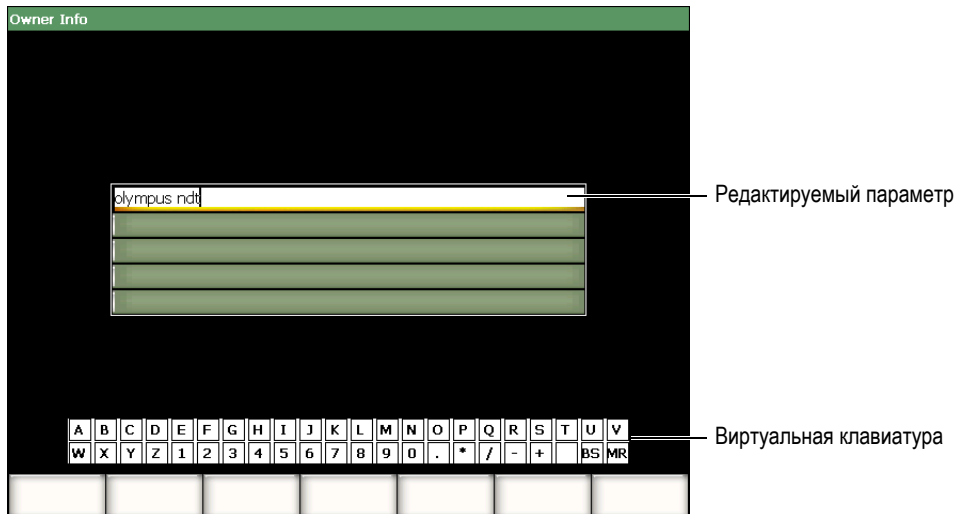 Owner Info
olympus ndt
Редактируемый параметр
A B C D E F G H I J K L M N O P Q R S T U V
W X Y Z 1 2 3 4 5 6 7 8 9 0 . * / - + BS MR
Виртуальная клавиатура